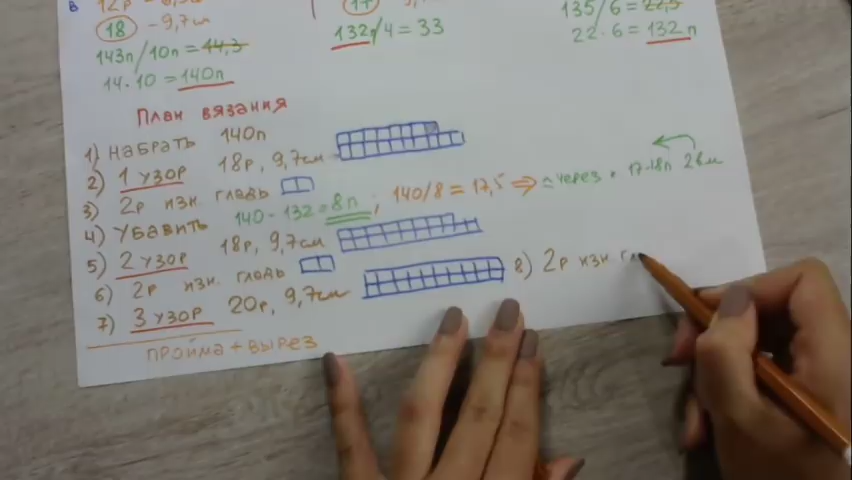 в
18 - 9,7см
143п/10п = 14,3
14·10 = 140п
17
132п/4 = 33
135/6 = 22,5
22·6 = 132п
План вязания
1) набрать 140п
2) 1 узор 18р, 9,7см
3) 2р изн. гладь
4) убавить 140-132=8п; 140/8 = 17,5 ⇒ ≈ через 17-18п 2вм
5) 2 узор 18р, 9,7см
6) 2р изн. гладь
7) 3 узор 20р, 9,7см 8) 2р изн гл
пройма + вырез